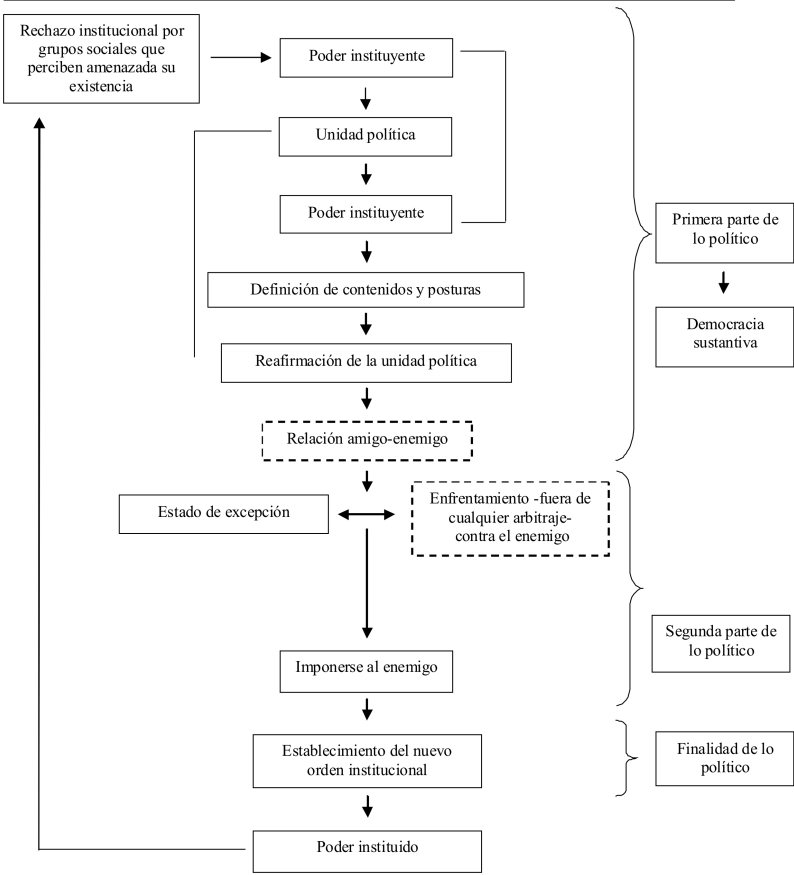 Rechazo institucional por
grupos sociales que
perciben amenazada su
existencia
Poder instituyente
Unidad política
Poder instituyente
Definición de contenidos y posturas
Reafirmación de la unidad política
Relación amigo-enemigo
Primera parte de
lo político
Democracia
sustantiva
Estado de excepción
Enfrentamiento -fuera de
cualquier arbitraje-
contra el enemigo
Imponerse al enemigo
Segunda parte de
lo político
Establecimiento del nuevo
orden institucional
Finalidad de lo
político
Poder instituido